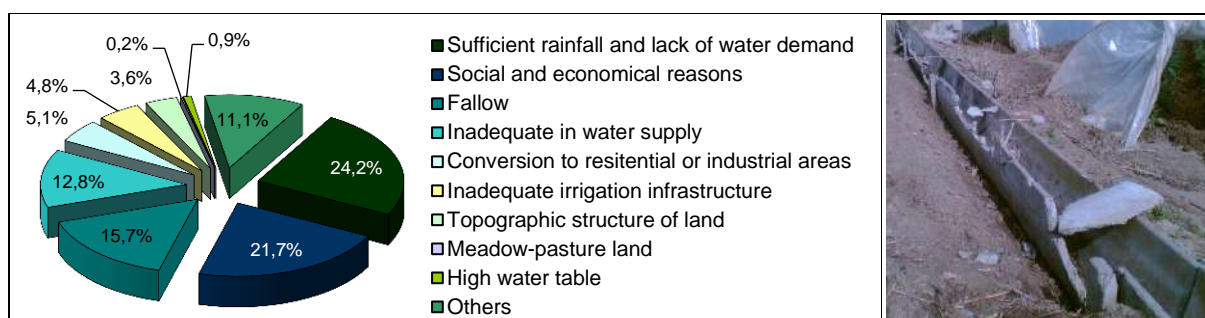 0,2%
0,9%
4,8%
3,6%
5,1%
11,1%
12,8%
24,2%
15,7%
21,7%
Sufficient rainfall and lack of water demand
Social and economical reasons
Fallow
Inadequate in water supply
Conversion to resitential or industrial areas
Inadequate irrigation infrastructure
Topographic structure of land
Meadow-pasture land
High water table
Others